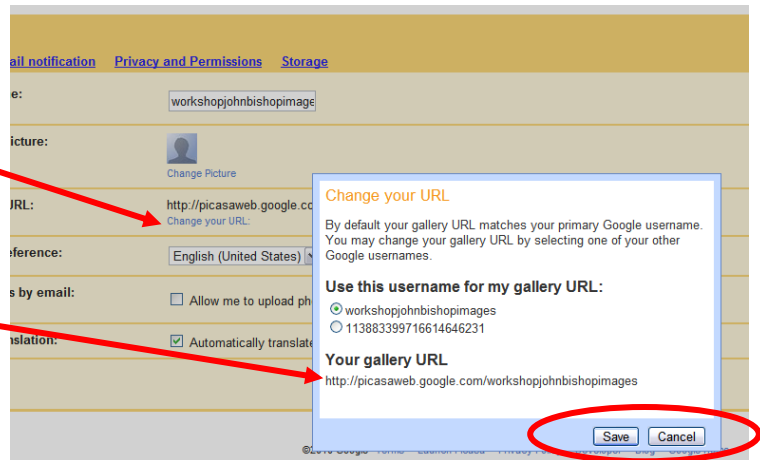 ail notification Privacy and Permissions Storage
e:
workshopjohnbishopimage
icture:
Change Picture
URL:
http://picasaweb.google.co
Change your URL:
eference:
English (United States)
s by email:
Allow me to upload ph
nslation:
Automatically translate
Change your URL
By default your gallery URL matches your primary Google username.
You may change your gallery URL by selecting one of your other
Google usernames.
Use this username for my gallery URL:
workshopjohnbishopimages
113883399716614646231
Your gallery URL
http://picasaweb.google.com/workshopjohnbishopimages
Save Cancel
Google